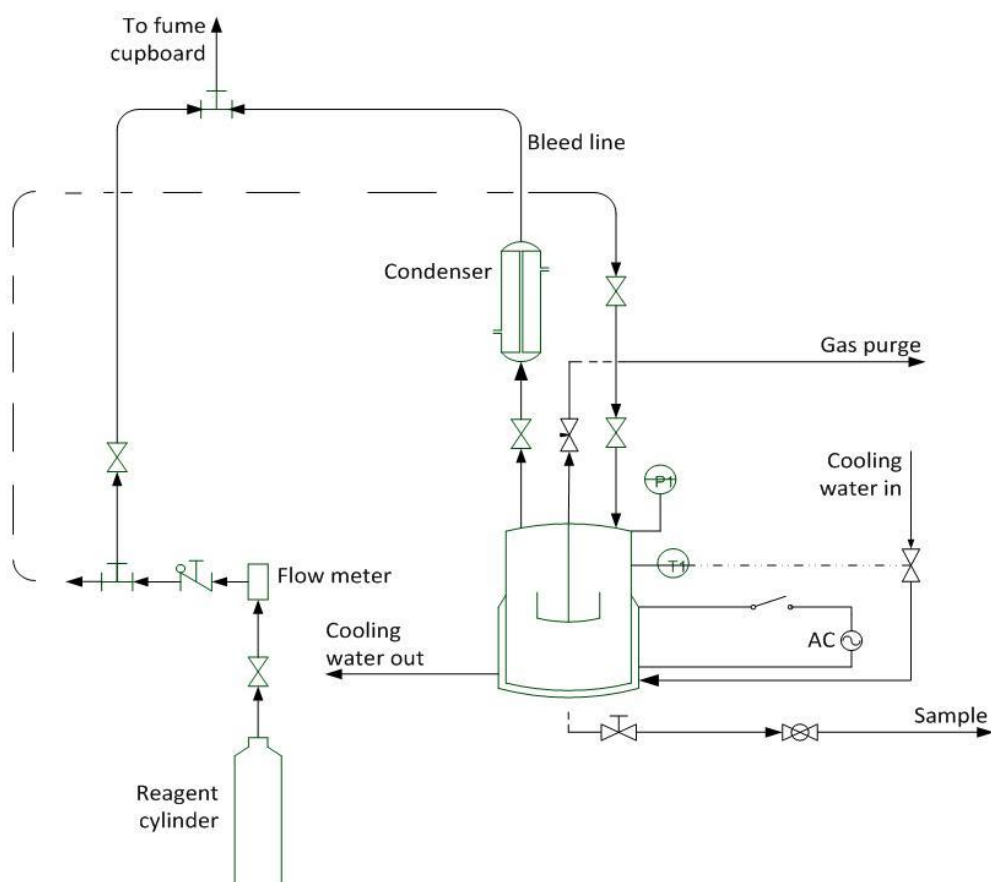 To fume
cupboard
Bleed line
Condenser
Gas purge
Cooling
water in
P1
T1
Flow meter
Cooling
water out
AC
Sample
Reagent
cylinder